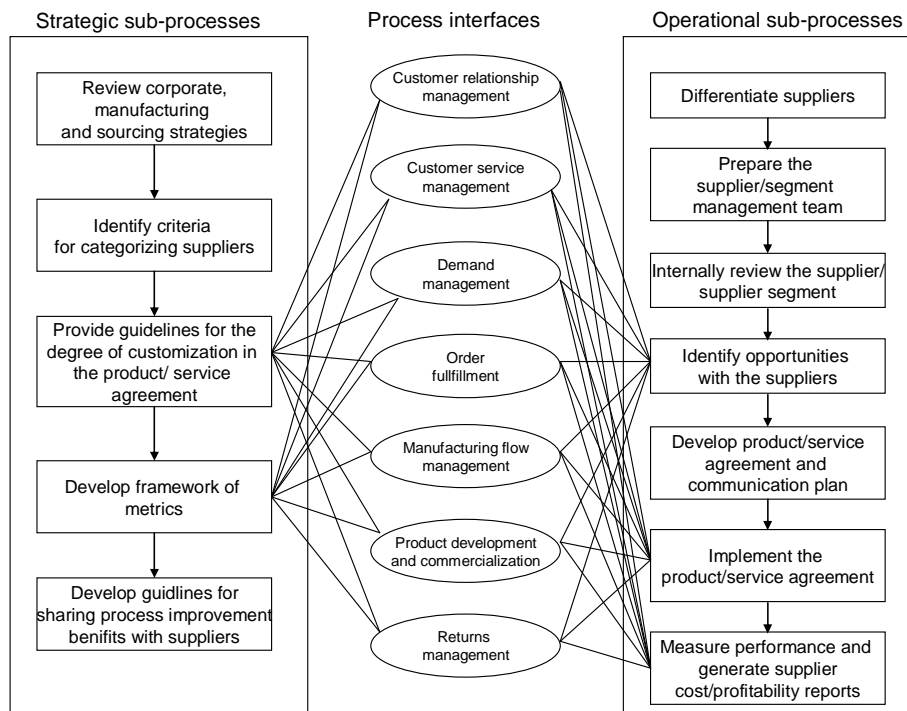 Strategic sub-processes
Process interfaces
Operational sub-processes
Review corporate,
manufacturing
and sourcing strategies
Identify criteria
for categorizing suppliers
Provide guidelines for the
degree of customization in
the product/ service
agreement
Develop framework of
metrics
Develop guidlines for
sharing process improvement
benifits with suppliers
Customer relationship
management
Customer service
management
Demand
management
Order
fullfillment
Manufacturing flow
management
Product development
and commercialization
Returns
management
Differentiate suppliers
Prepare the
supplier/segment
management team
Internally review the supplier/
supplier segment
Identify opportunities
with the suppliers
Develop product/service
agreement and
communication plan
Implement the
product/service agreement
Measure performance and
generate supplier
cost/profitability reports